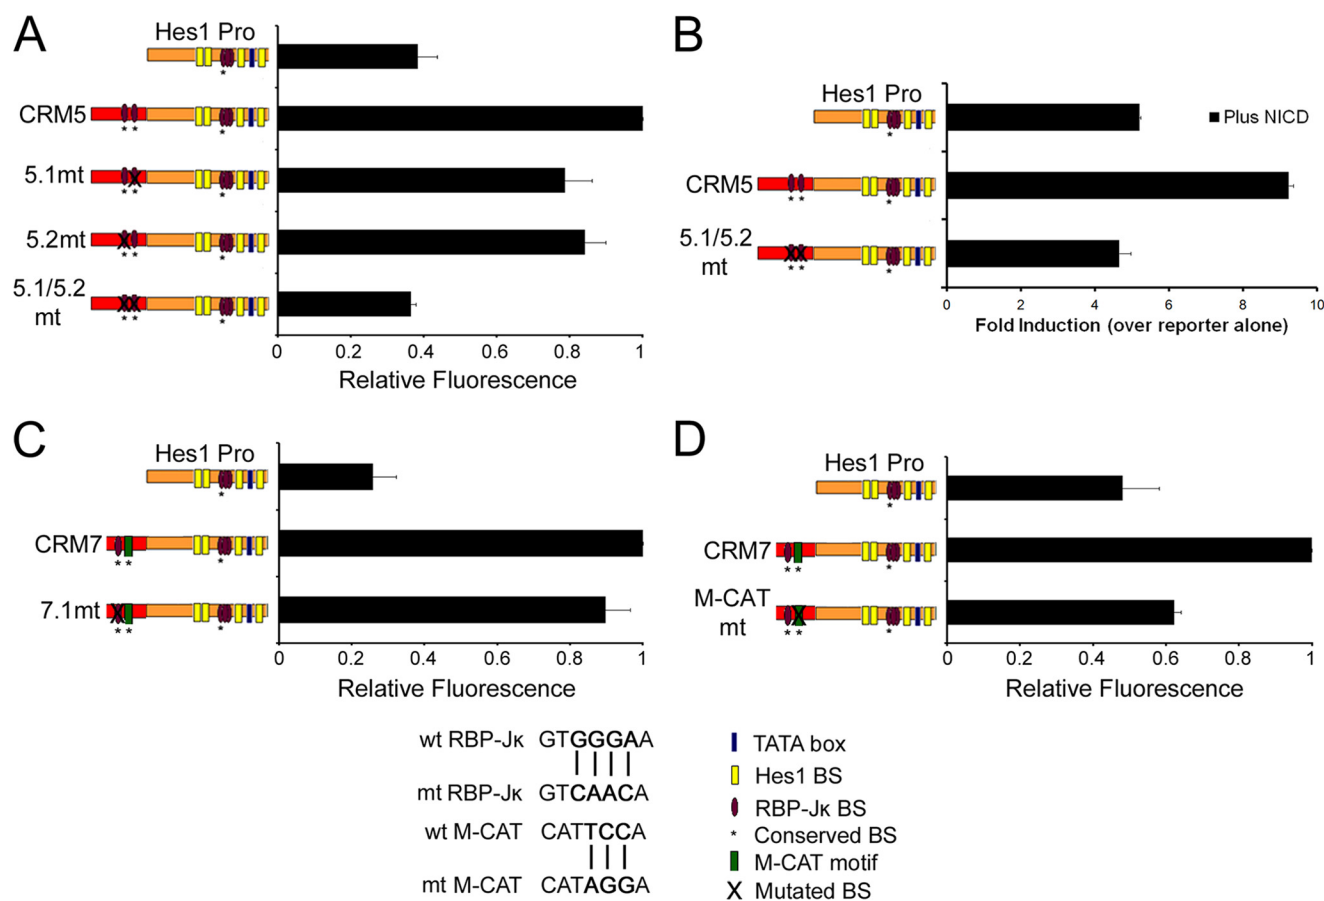 A
Hes1 Pro
*
CRM5
* *
*
5.1mt
* *
*
5.2mt
* *
*
5.1/5.2
mt
* *
*
0 0.2 0.4 0.6 0.8 1
Relative Fluorescence
B
Hes1 Pro
*
Plus NICD
CRM5
* *
*
5.1/5.2
mt
* *
*
0 2 4 6 8 10
Fold Induction (over reporter alone)
C
Hes1 Pro
*
CRM7
* *
*
7.1mt
* *
*
0 0.2 0.4 0.6 0.8 1
Relative Fluorescence
D
Hes1 Pro
*
CRM7
* *
*
M-CAT
mt
* *
*
0 0.2 0.4 0.6 0.8 1
Relative Fluorescence
wt RBP-Jκ GTGGGAA
mt RBP-Jκ GTCAACA
wt M-CAT CATTCCA
mt M-CAT CATAGGA
TATA box
Hes1 BS
RBP-Jκ BS
* Conserved BS
M-CAT motif
X Mutated BS